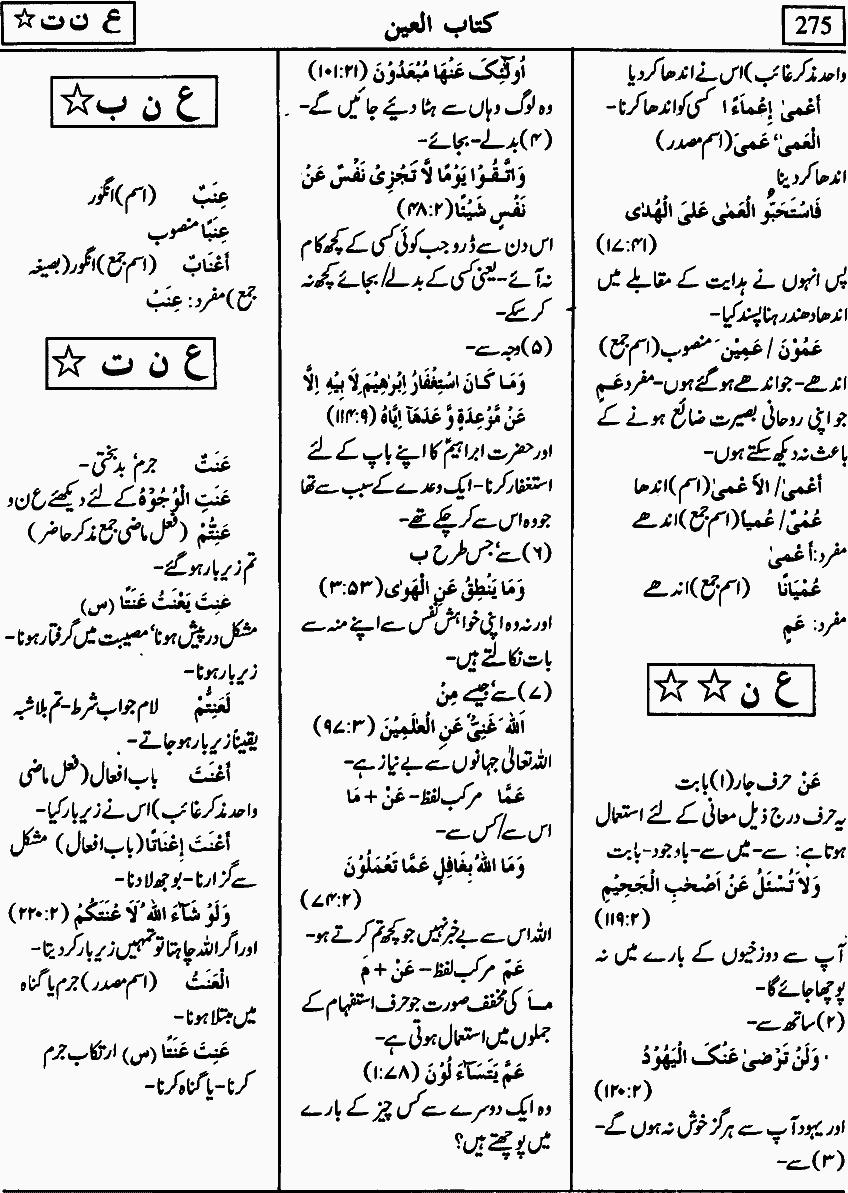 275
کتاب العین
ع ن ت ☆
واحد مذکر غائب) اس نے اندھا کر دیا
أَعْمىٰ إِعْمَاءً ا کسی کو اندھا کرنا-
الْعَمىٰ، عَمىً (اسم مصدر)
اندھا کر دینا
فَاسْتَحَبُّو الْعَمٰى عَلَى الْهُدٰى
(۱۷:۴۱)
پس انہوں نے ہدایت کے مقابلے میں
اندھا دھند رہنا پسند کیا-
عَمُوْنَ / عَمِيْنَ منصوب (اسم جمع)
اندھے- جو اندھے ہو گئے ہوں- مفرد عَمٍ
جو اپنی روحانی بصیرت ضائع ہونے کے
باعث نہ دیکھ سکتے ہوں-
أَعْمىٰ/ الأَعْمىٰ (اسم) اندھا
عُمْيٌ/ عُمْياً (اسم جمع) اندھے
مفرد: أَعْمىٰ
عُمْيَانًا (اسم جمع) اندھے
مفرد: عَمٍ
ع ن ☆ ☆
عَنْ حرف جار (۱) بابت
یہ حرف درج ذیل معانی کے لئے استعمال
ہوتا ہے: سے- میں سے- باوجود- بابت
وَلَا تُسْئَلُ عَنْ اَصْحٰبِ الْجَحِيْمِ
(۱۱۹:۲)
آپ سے دوزخیوں کے بارے میں نہ
پوچھا جائے گا-
(۲) ساتھ سے-
وَلَنْ تَرْضىٰ عَنْكَ الْيَهُوْدُ
(۱۲۰:۲)
اور یہود آپ سے ہرگز خوش نہ ہوں گے-
(۳) سے-
اُولٰٓئِكَ عَنْهَا مُبْعَدُوْنَ (۱۰۱:۲۱)
وہ لوگ وہاں سے ہٹا دیئے جائیں گے-
(۴) بدلے- بجائے-
وَاتَّقُوْا يَوْمًا لَّا تَجْزِىْ نَفْسٌ عَنْ
نَفْسٍ شَيْئًا (۴۸:۲)
اس دن سے ڈرو جب کوئی کسی کے کچھ کام
نہ آئے- یعنی کسی کے بدلے/ بجائے کچھ نہ
کر سکے-
(۵) وجہ سے-
وَمَا كَانَ اسْتِغْفَارُ اِبْرٰهِيْمَ لِاَ بِيْهِ اِلَّا
عَنْ مَّوْعِدَةٍ وَّعَدَهَآ اِيَّاهُ (۱۱۴:۹)
اور حضرت ابراہیمؑ کا اپنے باپ کے لئے
استغفار کرنا- ایک وعدے کے سبب سے تھا
جو وہ اس سے کر چکے تھے-
(۶) سے، جس طرح ب
وَمَا يَنْطِقُ عَنِ الْهَوٰى (۳:۵۳)
اور نہ وہ اپنی خواہش نفس سے اپنے منہ سے
بات نکالتے ہیں-
(۷) سے، جیسے مِنْ
اَللّٰهَ غَنِيٌّ عَنِ الْعٰلَمِيْنَ (۹۷:۳)
اللہ تعالیٰ جہانوں سے بے نیاز ہے-
عَمَّا مرکب لفظ- عَنْ + مَا
اس سے/ کس سے-
وَمَا اللّٰهُ بِغَافِلٍ عَمَّا تَعْمَلُوْنَ
(۷۴:۲)
اللہ اس سے بے خبر نہیں جو کچھ تم کرتے ہو-
عَمَّ مرکب لفظ- عَنْ + مَ
مــا کی مخفف صورت جو حرف استفہام کے
جملوں میں استعمال ہوتی ہے-
عَمَّ يَتَسَآءَ لُوْنَ (۱:۷۸)
وہ ایک دوسرے سے کس چیز کے بارے
میں پوچھتے ہیں؟
ع ن ب ☆
عِنَبٌ (اسم) انگور
عِنَبًا منصوب
أَعْنَابٌ (اسم جمع) انگور (بصیغہ
جمع) مفرد: عِنَبٌ
ع ن ت ☆
عَنَتٌ جرم، بدبختی-
عَنَتِ الْوُجُوْهُ کے لئے دیکھئے ع ن و
عَنِتُّمْ (فعل ماضی جمع مذکر حاضر)
تم زیر بار ہو گئے-
عَنِتَ يَعْنَتُ عَنَتًا (س)
مشکل در پیش ہونا، مصیبت میں گرفتار ہونا-
زیر بار ہونا-
لَعَنِتُّمْ لام جواب شرط- تم بلا شبہ
یقیناً زیر بار ہو جاتے-
أَعْنَتَ باب افعال (فعل ماضی
واحد مذکر غائب) اس نے زیر بار کیا-
أَعْنَتَ إِعْنَاتًا (باب افعال) مشکل
سے گزارنا- بوجھ لادنا-
وَلَوْ شَآءَ اللّٰهُ لَاَ عْنَتَكُمْ (۲۲۰:۲)
اور اگر اللہ چاہتا تو تمہیں زیر بار کر دیتا-
الْعَنَتُ (اسم مصدر) جرم یا گناہ
میں مبتلا ہونا-
عَنِتَ عَنَتًا (س) ارتکاب جرم
کرنا- یا گناہ کرنا-